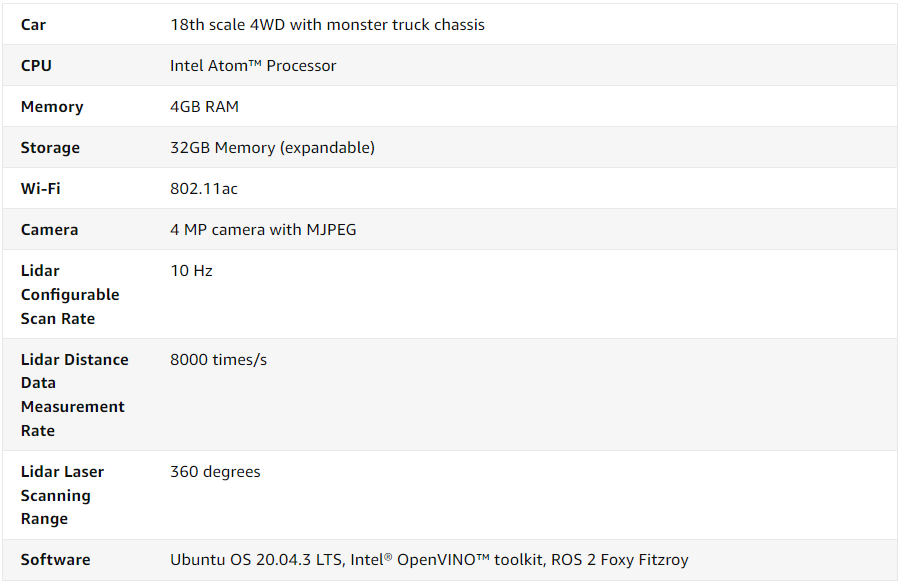 Car 18th scale 4WD with monster truck chassis
CPU Intel Atom™ Processor
Memory 4GB RAM
Storage 32GB Memory (expandable)
Wi-Fi 802.11ac
Camera 4 MP camera with MJPEG
Lidar 10 Hz
Configurable
Scan Rate
Lidar Distance 8000 times/s
Data
Measurement
Rate
Lidar Laser 360 degrees
Scanning
Range
Software Ubuntu OS 20.04.3 LTS, Intel® OpenVINO™ toolkit, ROS 2 Foxy Fitzroy